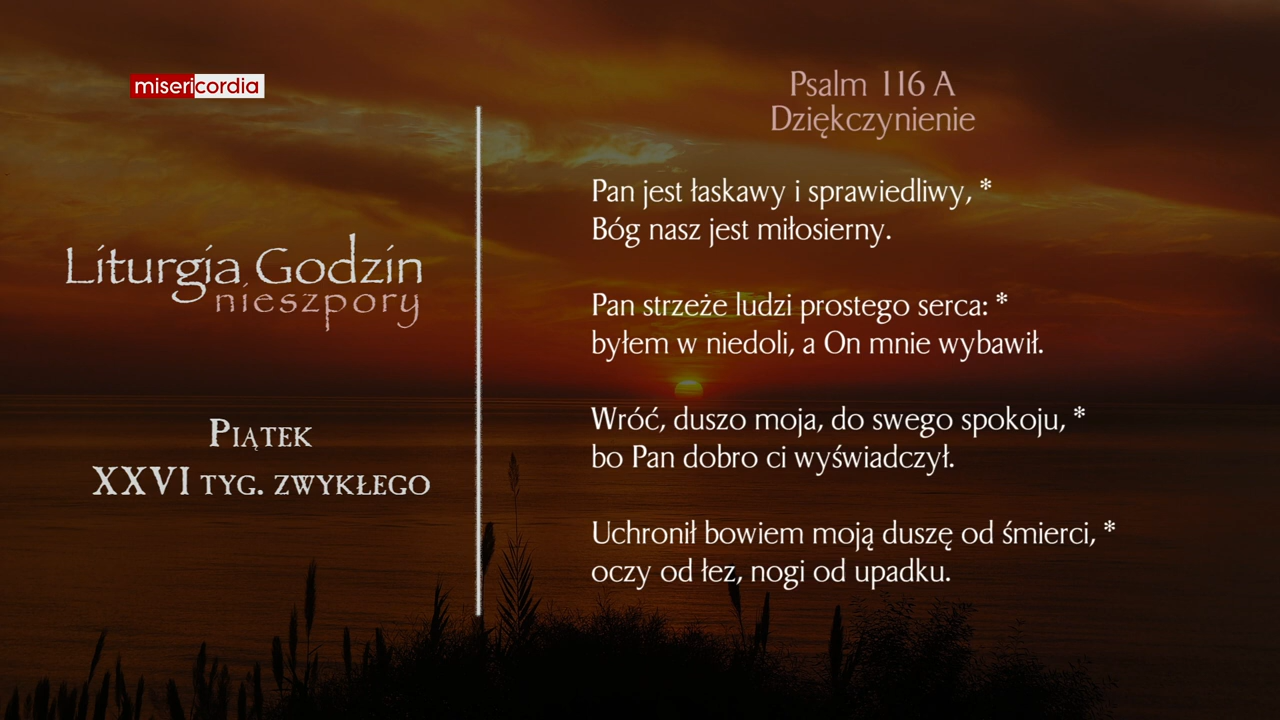 misericordia
Liturgia Godzin
nieszpory
Piątek
XXVI tyg. zwykłego
Psalm 116 A
Dziękczynienie
Pan jest łaskawy i sprawiedliwy, *
Bóg nasz jest miłosierny.
Pan strzeże ludzi prostego serca: *
byłem w niedoli, a On mnie wybawił.
Wróć, duszo moja, do swego spokoju, *
bo Pan dobro ci wyświadczył.
Uchronił bowiem moją duszę od śmierci, *
oczy od łez, nogi od upadku.